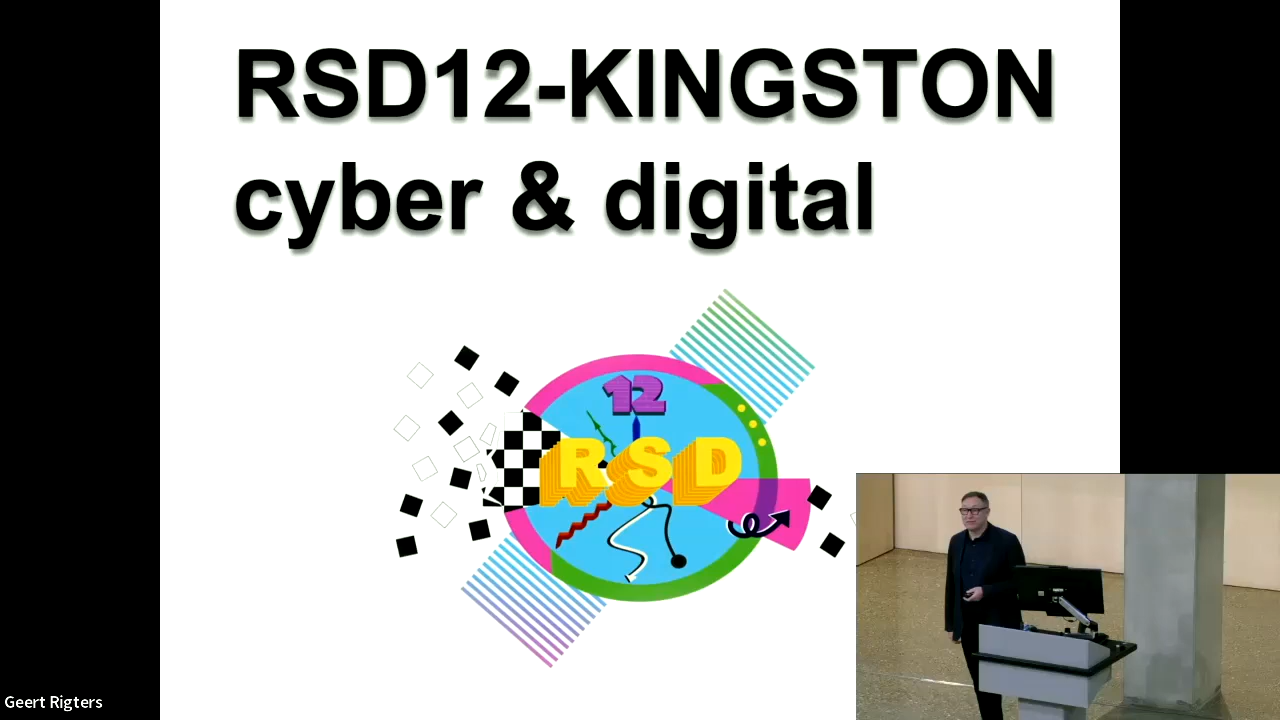 RSD12-KINGSTON
cyber & digital
12
RSD
Geert Rigters